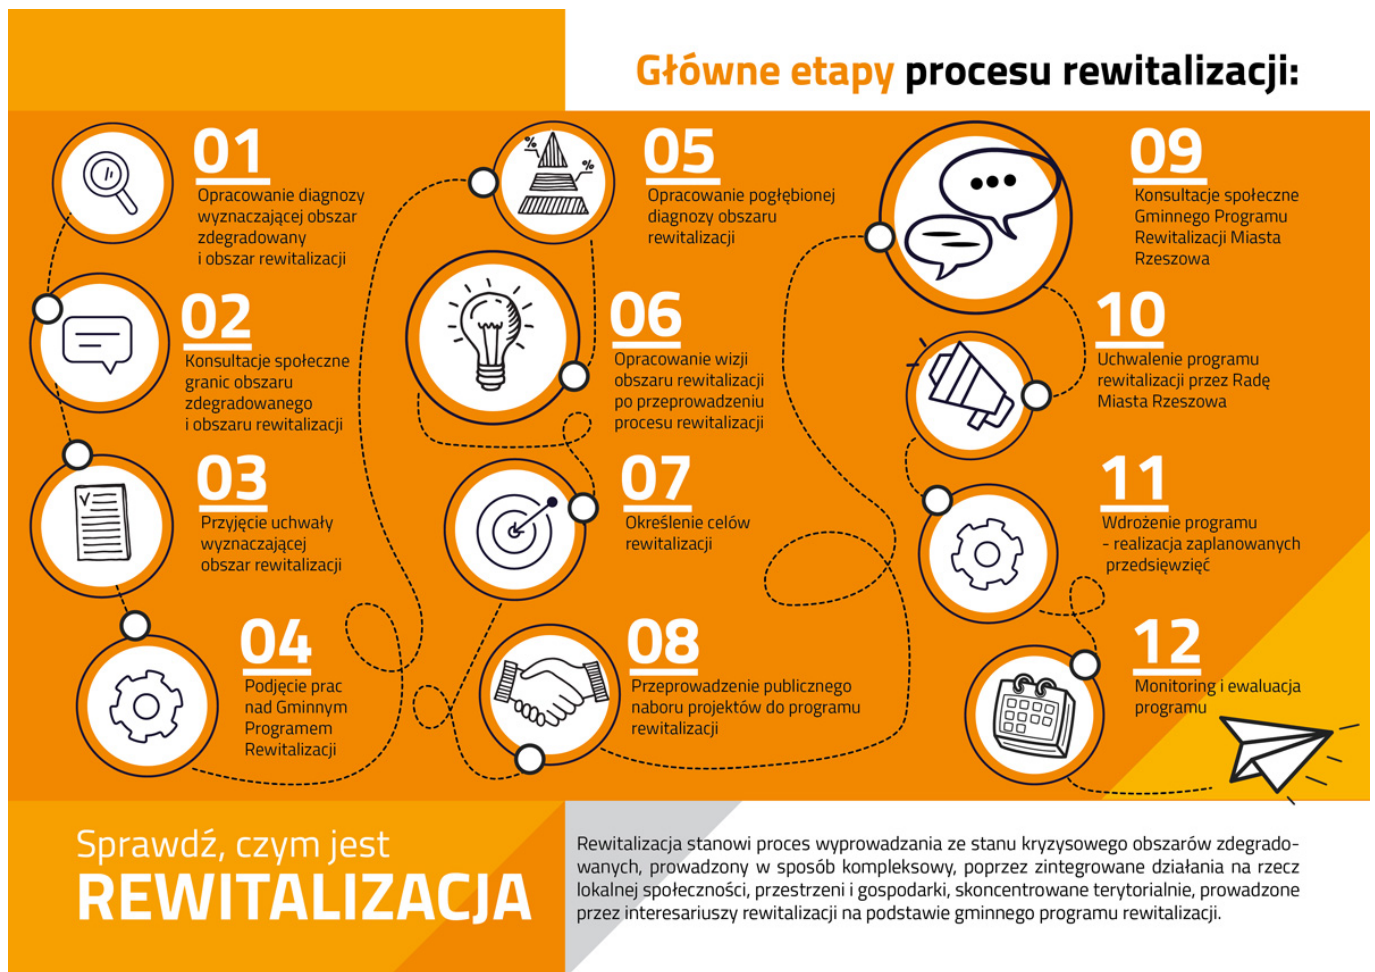 Główne etapy procesu rewitalizacji:
01
Opracowanie diagnozy
wyznaczającej obszar
zdegradowany
i obszar rewitalizacji
02
Konsultacje społeczne
granic obszaru
zdegradowanego
i obszaru rewitalizacji
03
Przyjęcie uchwały
wyznaczającej
obszar rewitalizacji
04
Podjęcie prac
nad Gminnym
Programem
Rewitalizacji
%
%
05
Opracowanie pogłębionej
diagnozy obszaru
rewitalizacji
06
Opracowanie wizji
obszaru rewitalizacji
po przeprowadzeniu
procesu rewitalizacji
07
Określenie celów
rewitalizacji
08
Przeprowadzenie publicznego
naboru projektów do programu
rewitalizacji
09
Konsultacje społeczne
Gminnego Programu
Rewitalizacji Miasta
Rzeszowa
10
Uchwalenie programu
rewitalizacji przez Radę
Miasta Rzeszowa
11
Wdrożenie programu
- realizacja zaplanowanych
przedsięwzięć
12
Monitoring i ewaluacja
programu
Sprawdź, czym jest
REWITALIZACJA
Rewitalizacja stanowi proces wyprowadzania ze stanu kryzysowego obszarów zdegrado-
wanych, prowadzony w sposób kompleksowy, poprzez zintegrowane działania na rzecz
lokalnej społeczności, przestrzeni i gospodarki, skoncentrowane terytorialnie, prowadzone
przez interesariuszy rewitalizacji na podstawie gminnego programu rewitalizacji.